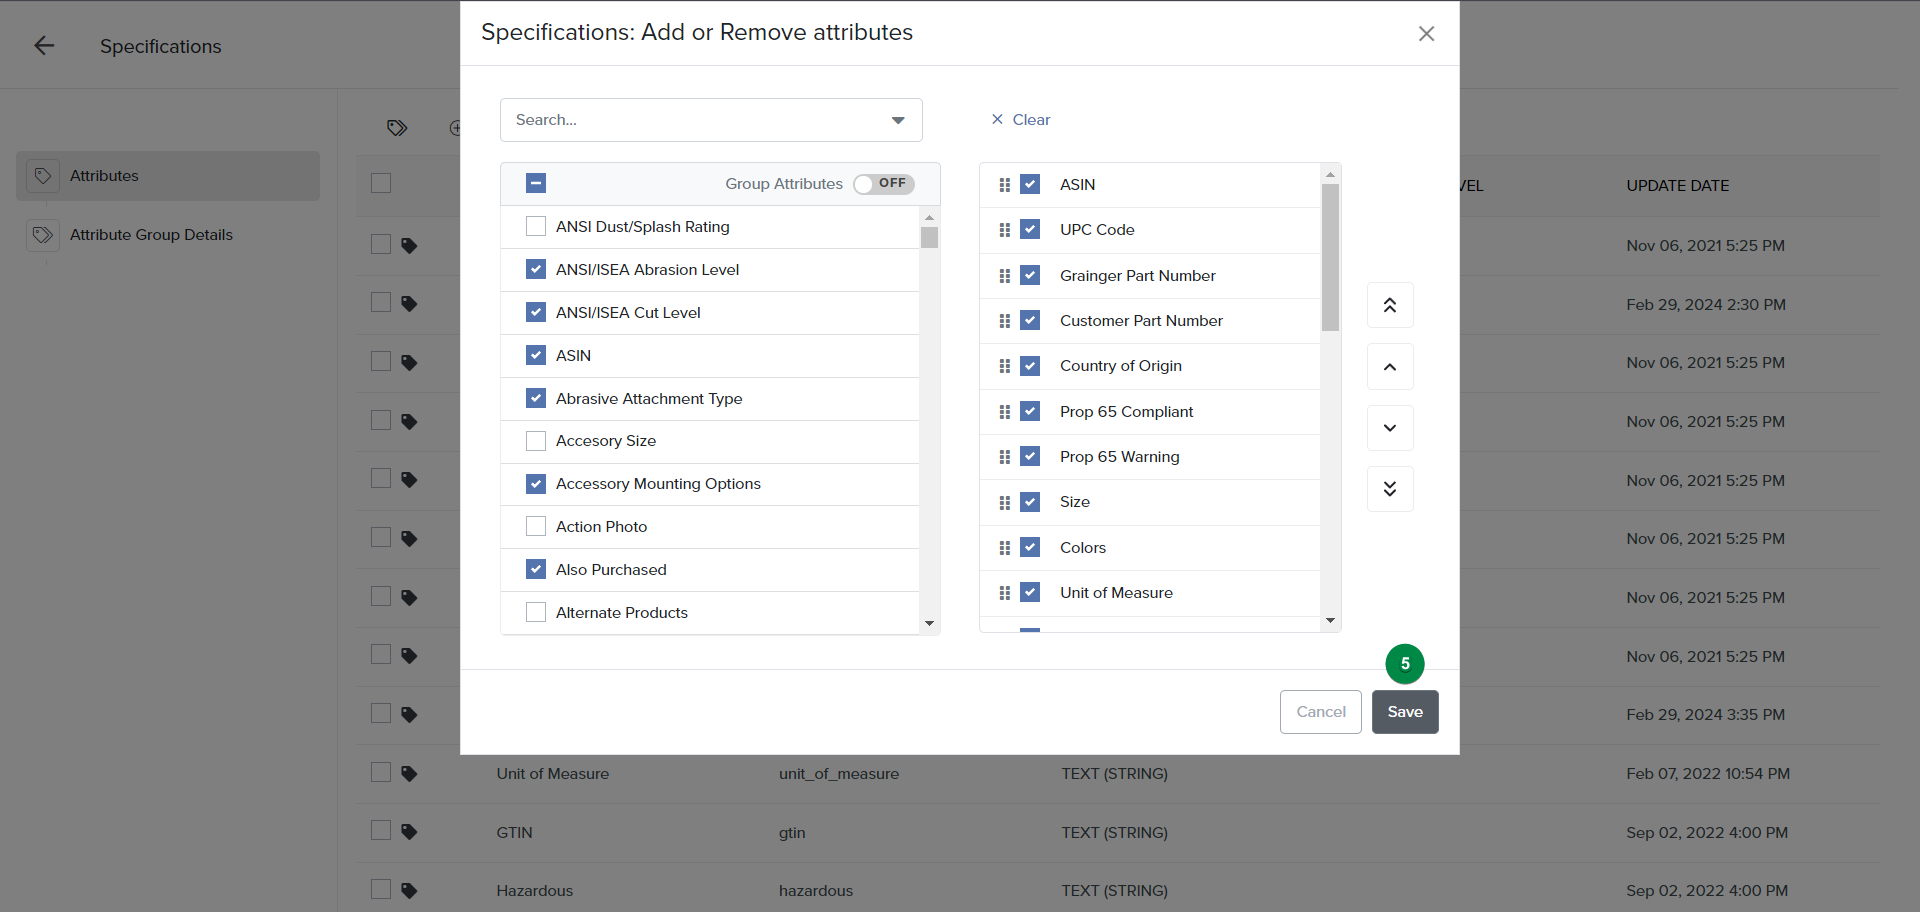 Specifications: Add or Remove attributes
Specifications
Search...
Clear
Attributes
Attribute Group Details
Group Attributes OFF
ANSI Dust/Splash Rating
ANSI/ISEA Abrasion Level
ANSI/ISEA Cut Level
ASIN
Abrasive Attachment Type
Accesory Size
Accessory Mounting Options
Action Photo
Also Purchased
Alternate Products
ASIN
UPC Code
Grainger Part Number
Customer Part Number
Country of Origin
Prop 65 Compliant
Prop 65 Warning
Size
Colors
Unit of Measure
5
Cancel
Save
VEL UPDATE DATE
Nov 06, 2021 5:25 PM
Feb 29, 2024 2:30 PM
Nov 06, 2021 5:25 PM
Nov 06, 2021 5:25 PM
Nov 06, 2021 5:25 PM
Nov 06, 2021 5:25 PM
Nov 06, 2021 5:25 PM
Nov 06, 2021 5:25 PM
Feb 29, 2024 3:35 PM
Unit of Measure unit_of_measure TEXT (STRING) Feb 07, 2022 10:54 PM
GTIN gtin TEXT (STRING) Sep 02, 2022 4:00 PM
Hazardous hazardous TEXT (STRING) Sep 02, 2022 4:00 PM